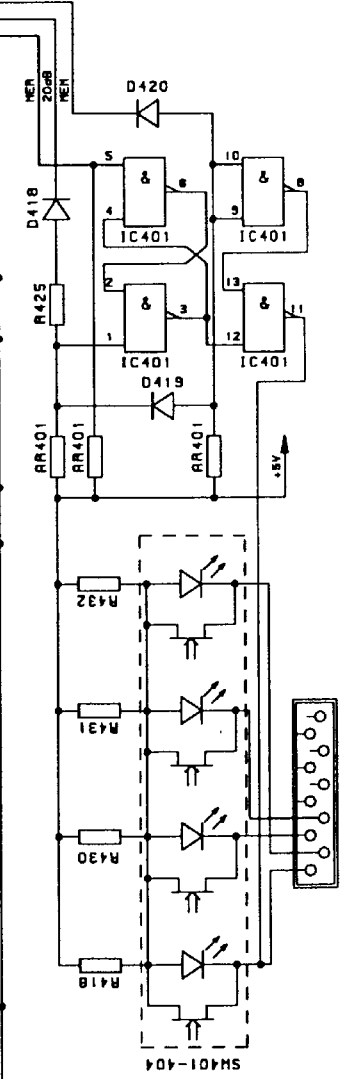 MEM
20dB
MEM
D420
5
&
6
10
&
8
D418
4
IC401
9
IC401
R425
2
&
3
13
&
11
1
IC401
12
IC401
D419
AR401
AR401
AR401
+5V
R432
R431
R430
R418
SW401-404